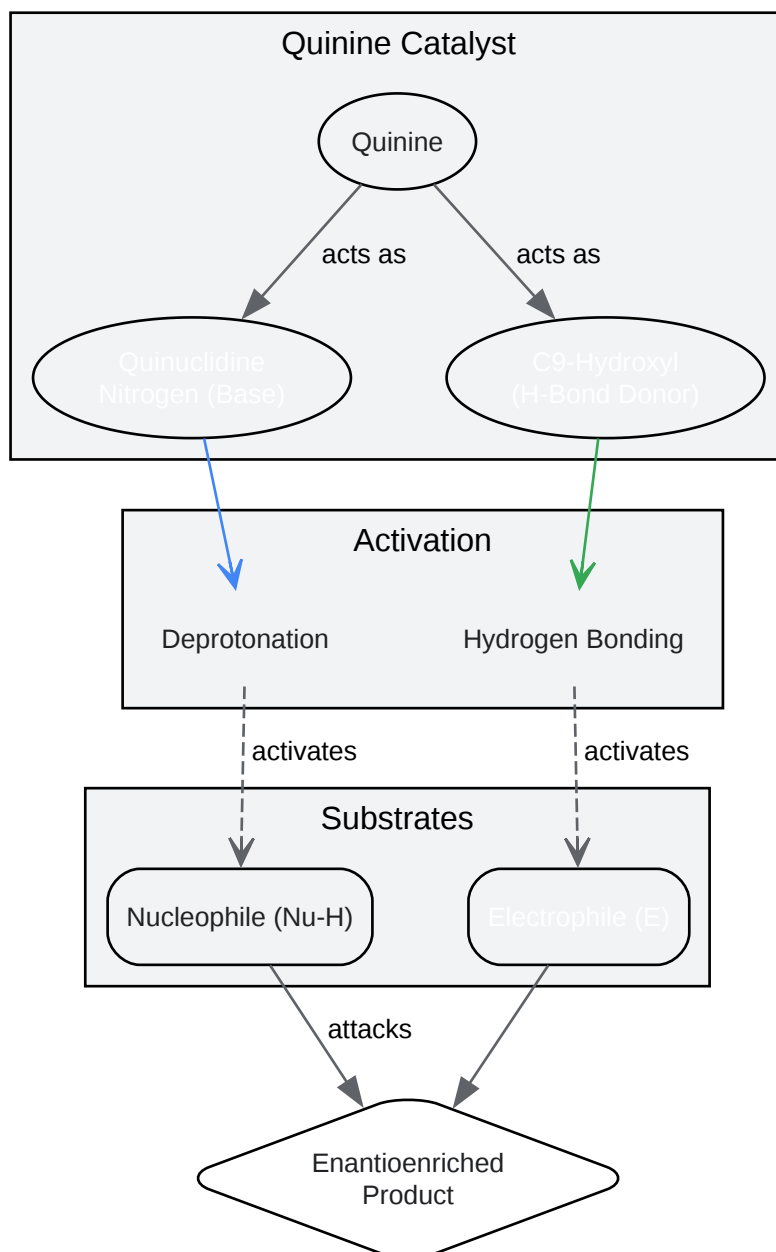 Quinine Catalyst
Quinine
acts as
acts as
Quinuclidine
Nitrogen (Base)
C9-Hydroxyl
(H-Bond Donor)
Activation
Deprotonation
Hydrogen Bonding
activates
activates
Substrates
Nucleophile (Nu-H)
Electrophile (E)
attacks
Enantioenriched
Product